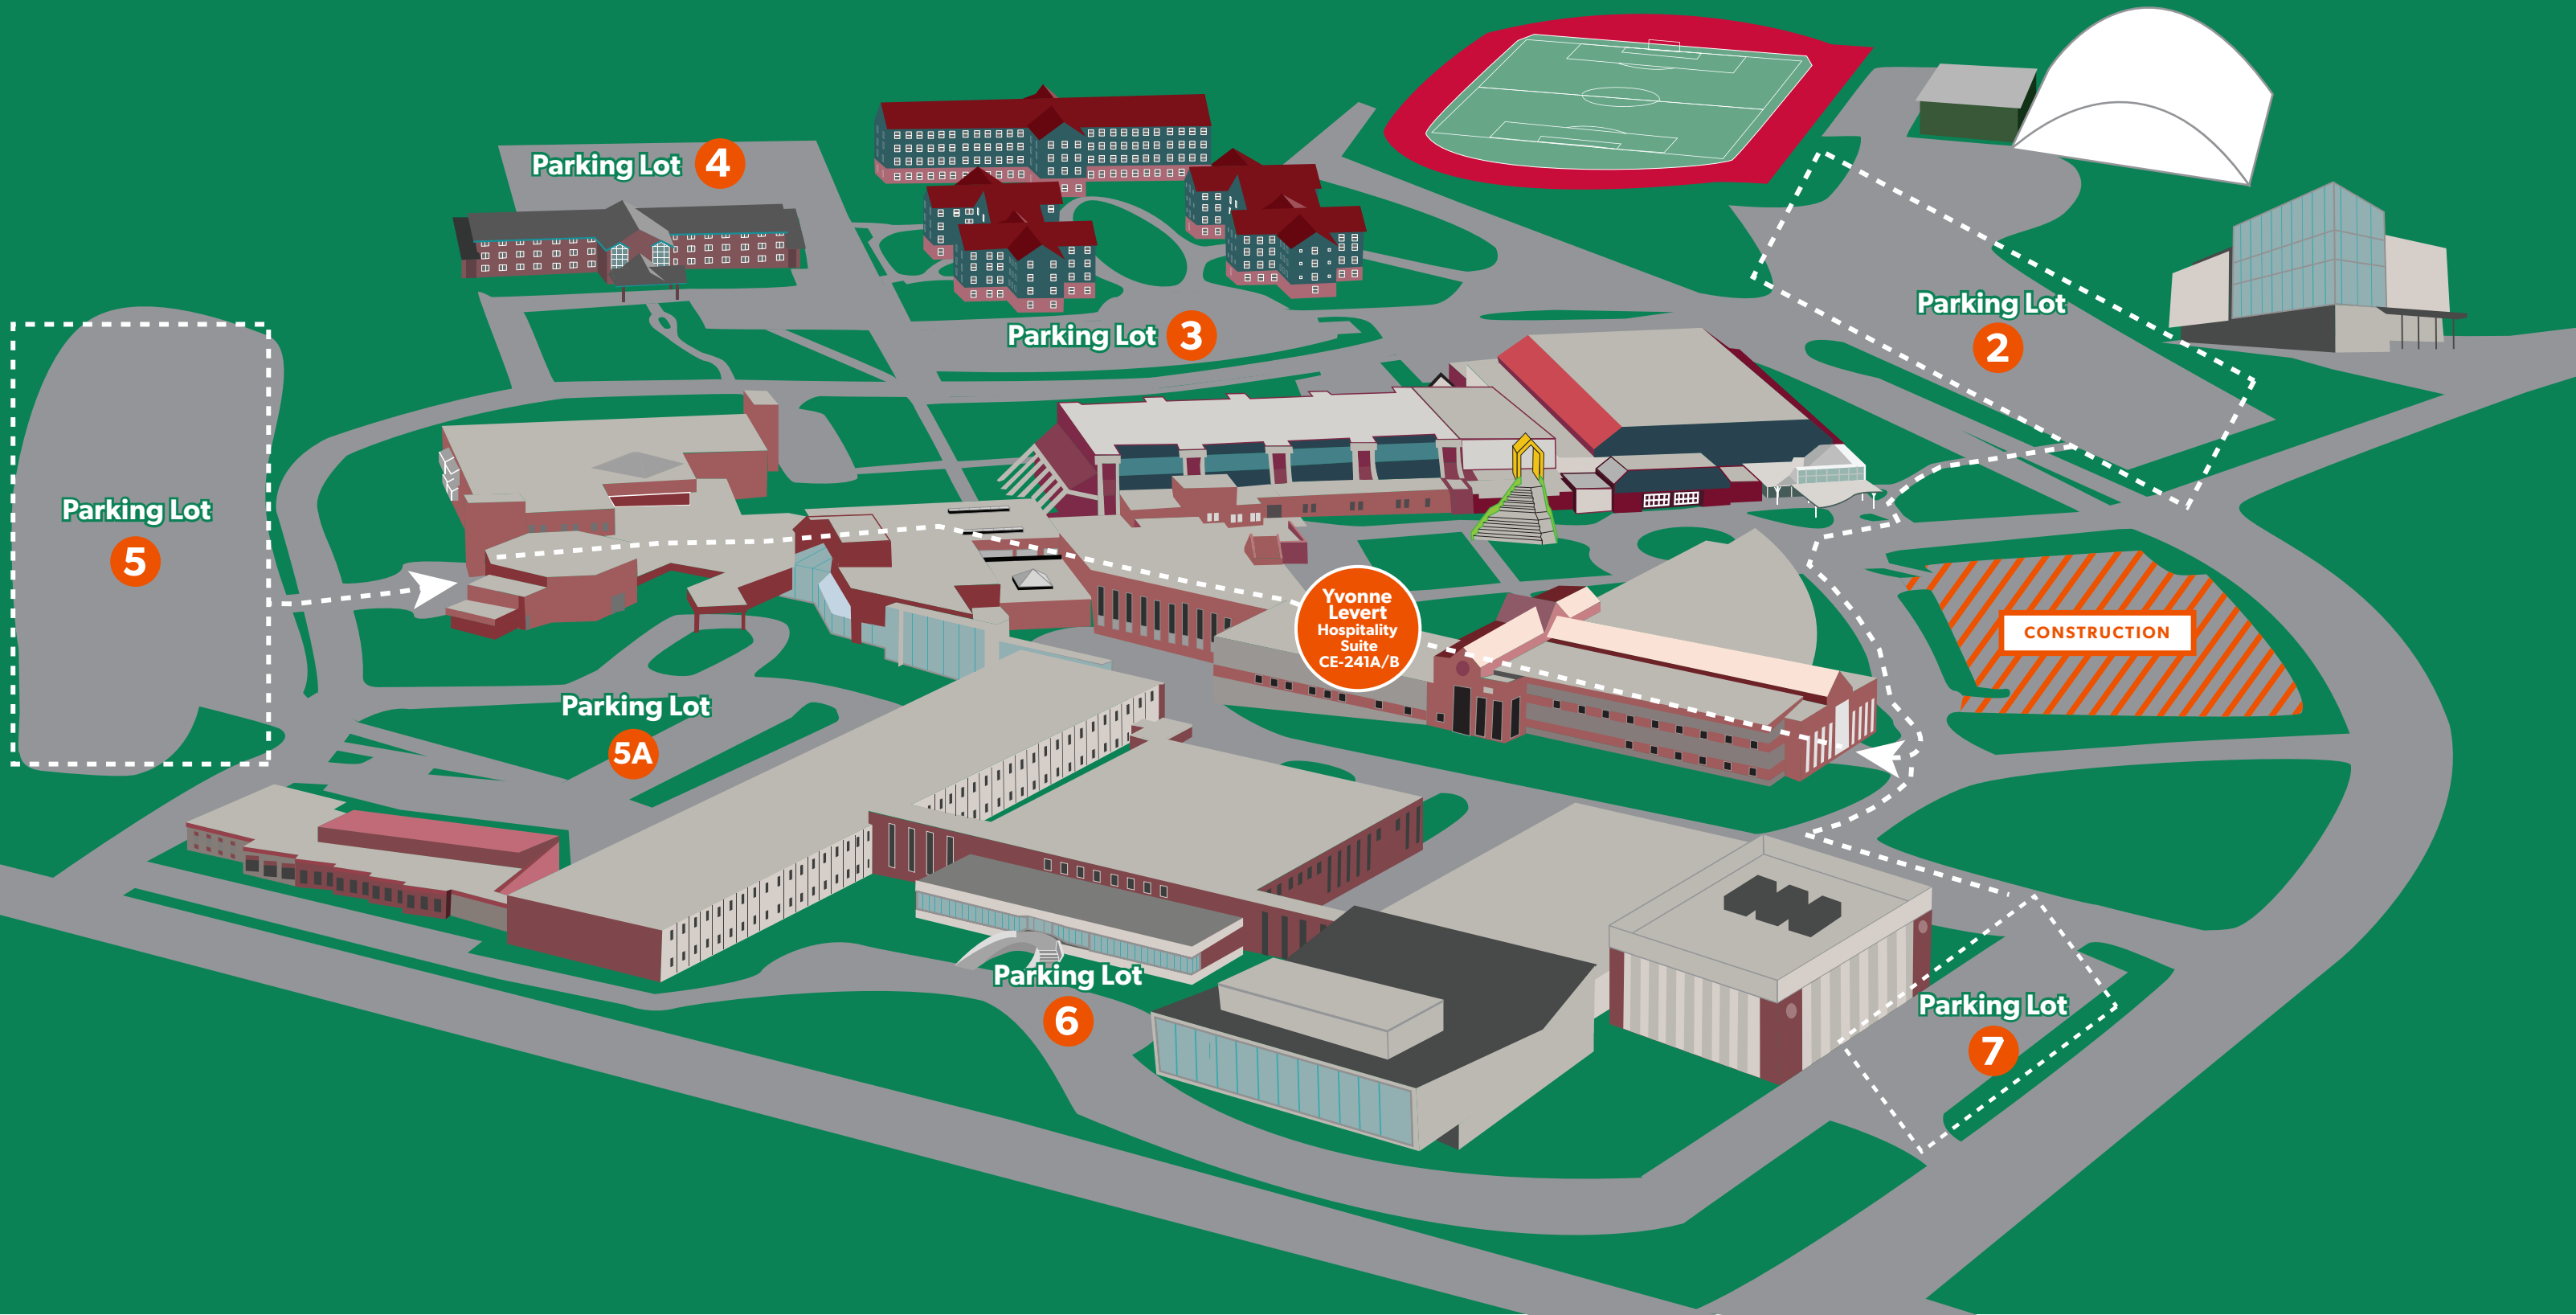 Parking Lot 4
Parking Lot 3
Parking Lot
2
Parking Lot
5
Yvonne
Levert
Hospitality
Suite
CE-241A/B
CONSTRUCTION
Parking Lot
5A
Parking Lot
6
Parking Lot
7